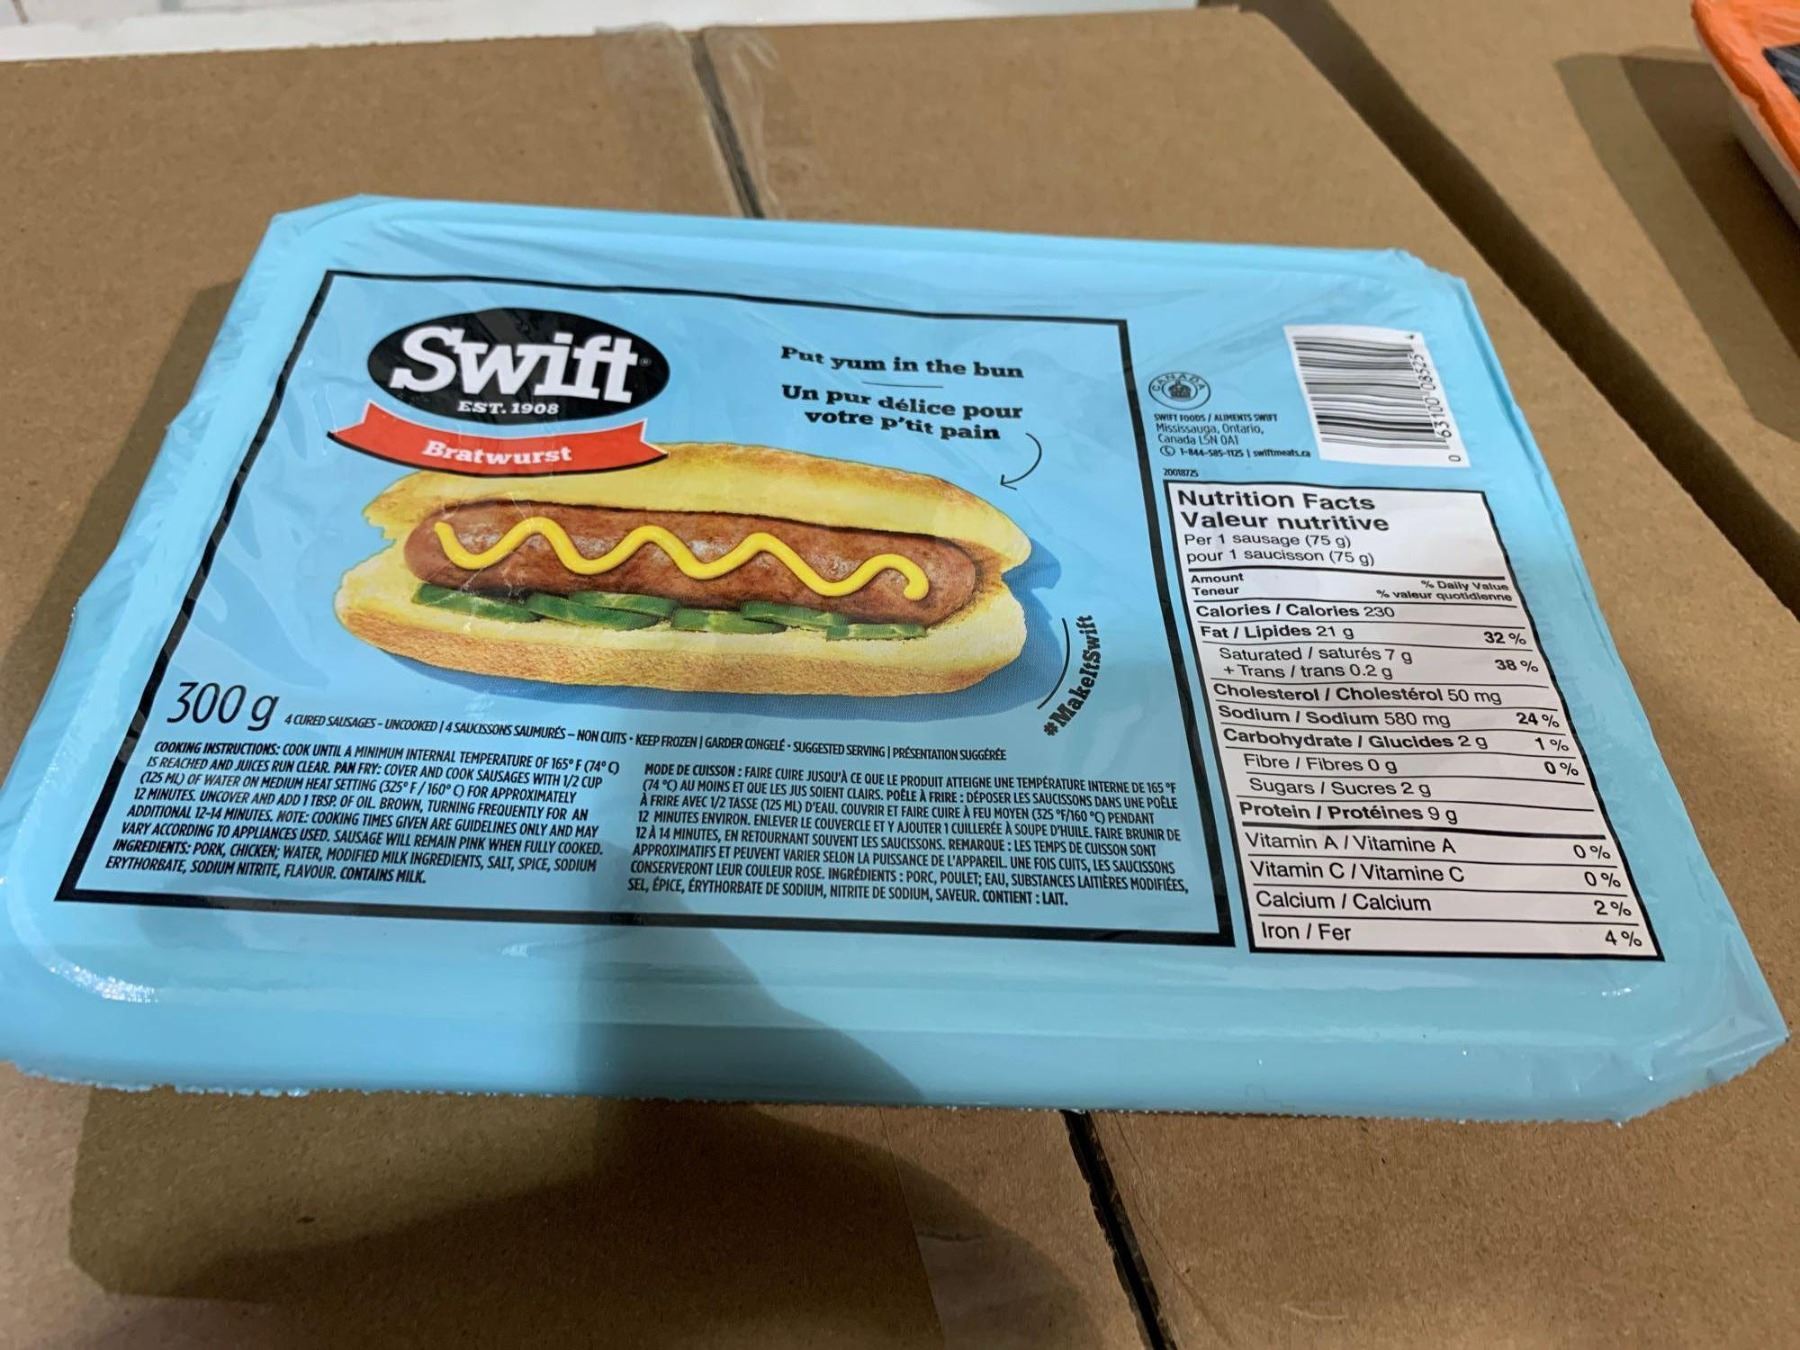 Swift
EST. 1908
Bratwurst
Put yum in the bun
Un pur délice pour
votre p'tit pain
#MakeItSwift
300 g 4 CURED SAUSAGES - UNCOOKED | 4 SAUCISSONS SAUMURÉS - NON CUITS - KEEP FROZEN | GARDER CONGELÉ - SUGGESTED SERVING | PRÉSENTATION SUGGÉRÉE
COOKING INSTRUCTIONS: COOK UNTIL A MINIMUM INTERNAL TEMPERATURE OF 165° F (74° C)
IS REACHED AND JUICES RUN CLEAR. PAN FRY: COVER AND COOK SAUSAGES WITH 1/2 CUP
(125 ML) OF WATER ON MEDIUM HEAT SETTING (325° F / 160° C) FOR APPROXIMATELY
12 MINUTES. UNCOVER AND ADD 1 TBSP. OF OIL. BROWN, TURNING FREQUENTLY FOR AN
ADDITIONAL 12-14 MINUTES. NOTE: COOKING TIMES GIVEN ARE GUIDELINES ONLY AND MAY
VARY ACCORDING TO APPLIANCES USED. SAUSAGE WILL REMAIN PINK WHEN FULLY COOKED.
INGREDIENTS: PORK, CHICKEN; WATER, MODIFIED MILK INGREDIENTS, SALT, SPICE, SODIUM
ERYTHORBATE, SODIUM NITRITE, FLAVOUR. CONTAINS MILK.
MODE DE CUISSON : FAIRE CUIRE JUSQU'À CE QUE LE PRODUIT ATTEIGNE UNE TEMPÉRATURE INTERNE DE 165 °F
(74 °C) AU MOINS ET QUE LES JUS SOIENT CLAIRS. POÊLE À FRIRE : DÉPOSER LES SAUCISSONS DANS UNE POÊLE
À FRIRE AVEC 1/2 TASSE (125 ML) D'EAU. COUVRIR ET FAIRE CUIRE À FEU MOYEN (325 °F/160 °C) PENDANT
12 MINUTES ENVIRON. ENLEVER LE COUVERCLE ET Y AJOUTER 1 CUILLERÉE À SOUPE D'HUILE. FAIRE BRUNIR DE
12 À 14 MINUTES, EN RETOURNANT SOUVENT LES SAUCISSONS. REMARQUE : LES TEMPS DE CUISSON SONT
APPROXIMATIFS ET PEUVENT VARIER SELON LA PUISSANCE DE L'APPAREIL. UNE FOIS CUITS, LES SAUCISSONS
CONSERVERONT LEUR COULEUR ROSE. INGRÉDIENTS : PORC, POULET; EAU, SUBSTANCES LAITIÈRES MODIFIÉES,
SEL, ÉPICE, ÉRYTHORBATE DE SODIUM, NITRITE DE SODIUM, SAVEUR. CONTIENT : LAIT.
CANADA
SWIFT FOODS / ALIMENTS SWIFT
Mississauga, Ontario,
Canada L5N 0A1
1-844-585-1125 | swiftmeats.ca
20018725
0 63100 08525 4
Nutrition Facts
Valeur nutritive
Per 1 sausage (75 g)
pour 1 saucisson (75 g)
Amount % Daily Value
Teneur % valeur quotidienne
Calories / Calories 230
Fat / Lipides 21 g 32 %
Saturated / saturés 7 g
+ Trans / trans 0.2 g 38 %
Cholesterol / Cholestérol 50 mg
Sodium / Sodium 580 mg 24 %
Carbohydrate / Glucides 2 g 1 %
Fibre / Fibres 0 g 0 %
Sugars / Sucres 2 g
Protein / Protéines 9 g
Vitamin A / Vitamine A 0 %
Vitamin C / Vitamine C 0 %
Calcium / Calcium 2 %
Iron / Fer 4 %